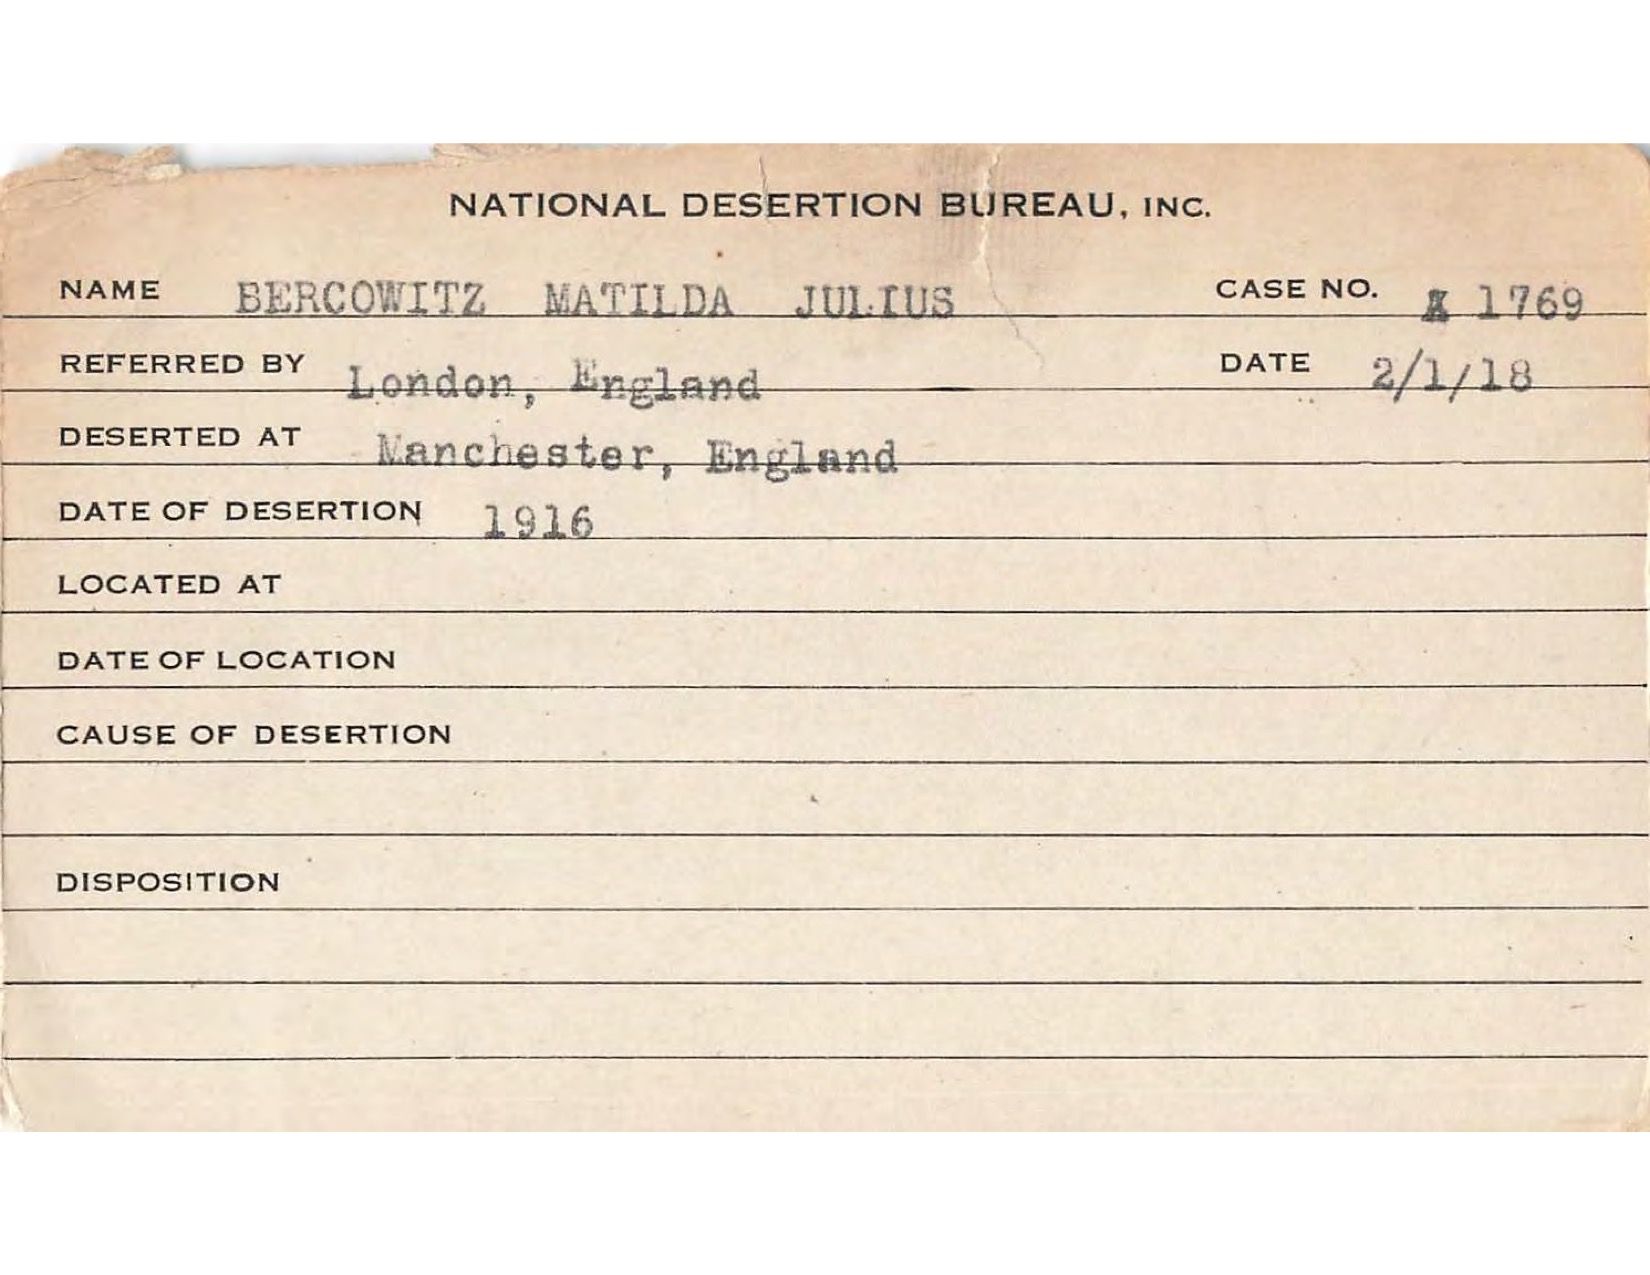 NATIONAL DESERTION BUREAU, INC.
NAME BERCOWITZ MATILDA JULIUS CASE NO. A 1769
REFERRED BY London, England DATE 2/1/18
DESERTED AT Manchester, England
DATE OF DESERTION 1916
LOCATED AT
DATE OF LOCATION
CAUSE OF DESERTION
DISPOSITION